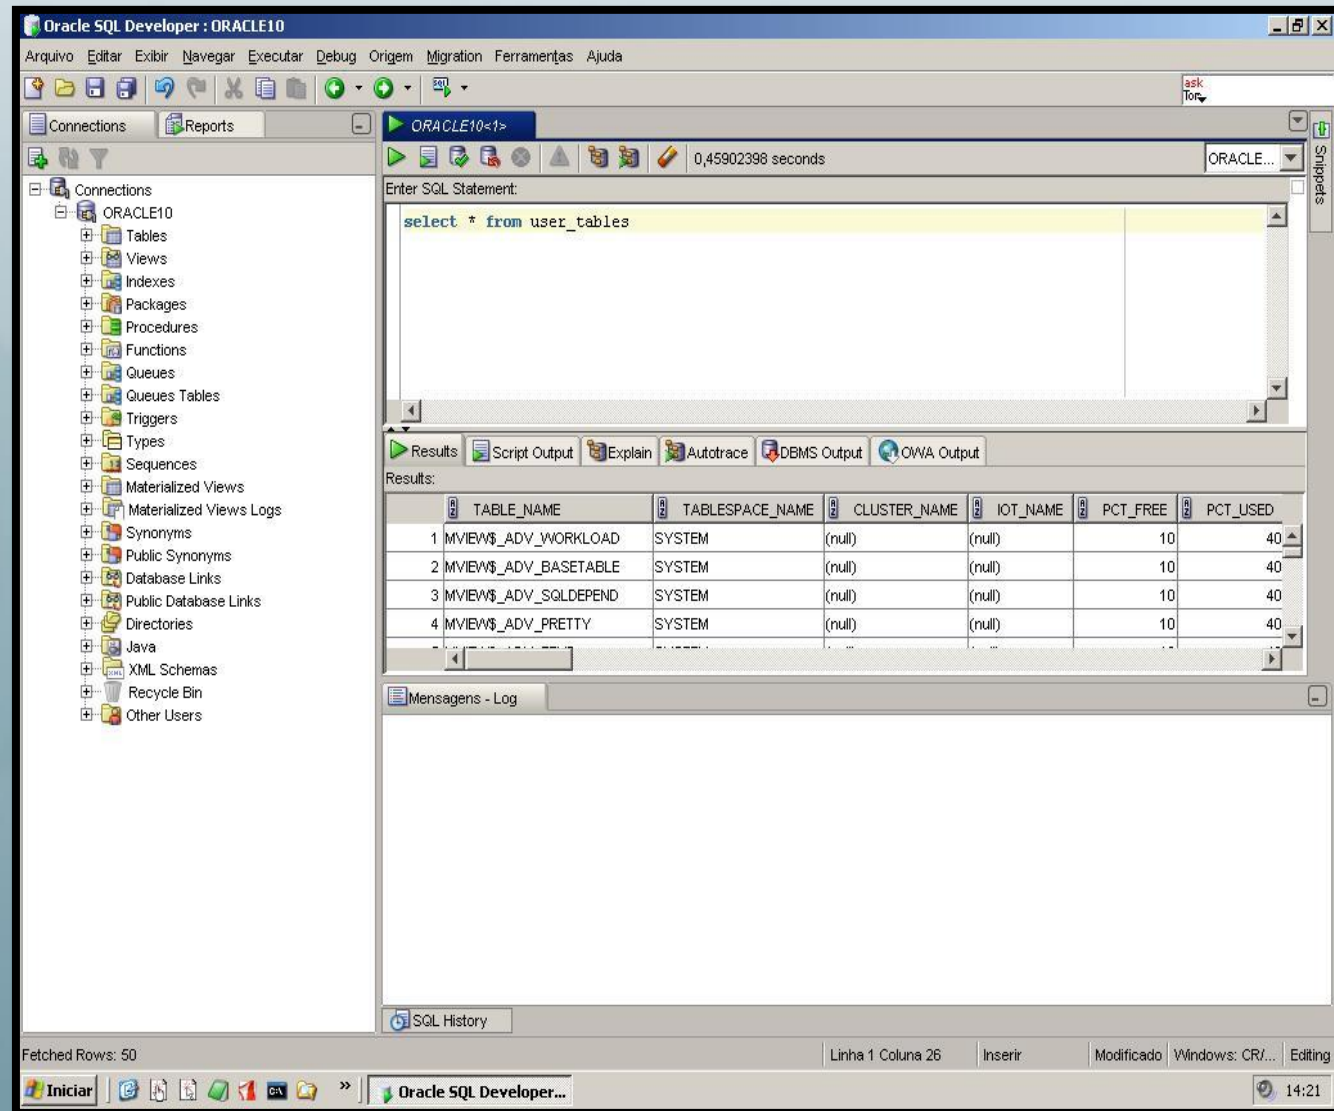 Oracle SQL Developer : ORACLE10
Arquivo Editar Exibir Navegar Executar Debug Origem Migration Ferramentas Ajuda
ask
Tom
Connections Reports
ORACLE10<1>
Snippets
0,45902398 seconds ORACLE...
Connections
ORACLE10
Tables
Views
Indexes
Packages
Procedures
Functions
Queues
Queues Tables
Triggers
Types
Sequences
Materialized Views
Materialized Views Logs
Synonyms
Public Synonyms
Database Links
Public Database Links
Directories
Java
XML Schemas
Recycle Bin
Other Users
Enter SQL Statement:
select * from user_tables
Results Script Output Explain Autotrace DBMS Output OWA Output
Results:
TABLE_NAME TABLESPACE_NAME CLUSTER_NAME IOT_NAME PCT_FREE PCT_USED
1 MVIEW$_ADV_WORKLOAD SYSTEM (null) (null) 10 40
2 MVIEW$_ADV_BASETABLE SYSTEM (null) (null) 10 40
3 MVIEW$_ADV_SQLDEPEND SYSTEM (null) (null) 10 40
4 MVIEW$_ADV_PRETTY SYSTEM (null) (null) 10 40
Mensagens - Log
SQL History
Fetched Rows: 50 Linha 1 Coluna 26 Inserir Modificado Windows: CR/... Editing
Iniciar » Oracle SQL Developer... 14:21